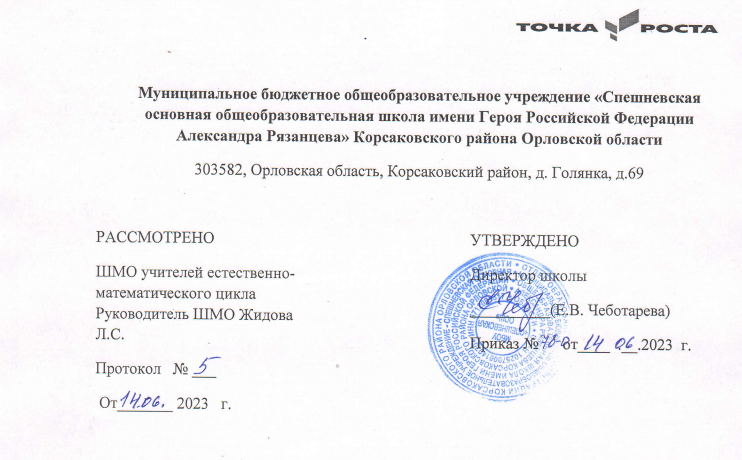 ТОЧКА РОСТА
Муниципальное бюджетное общеобразовательное учреждение «Спешневская
основная общеобразовательная школа имени Героя Российской Федерации
Александра Рязанцева» Корсаковского района Орловской области
303582, Орловская область, Корсаковский район, д. Голянка, д.69
РАССМОТРЕНО
ШМО учителей естественно-
математического цикла
Руководитель ШМО Жидова
Л.С.
Протокол № 5
От 14.06. 2023 г.
УТВЕРЖДЕНО
Директор школы
(Е.В. Чеботарева)
Приказ № от 14 06.2023 г.